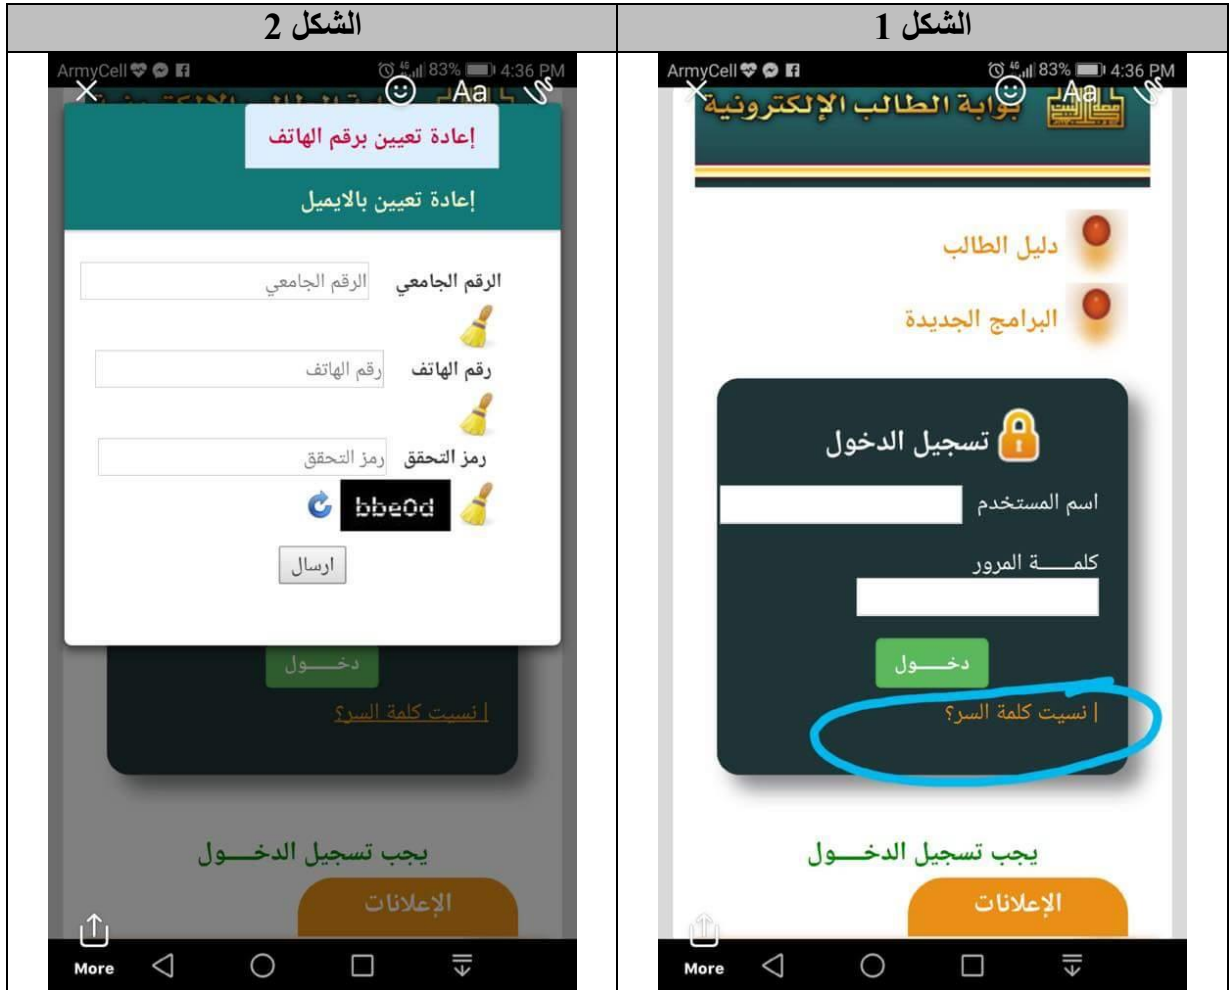 الشكل 1
ArmyCell 83% 4:36 PM
Aa
بوابة الطالب الإلكترونية
دليل الطالب
البرامج الجديدة
تسجيل الدخول
اسم المستخدم
كلمـــــة المرور
دخـــــول
| نسيت كلمة السر؟
يجب تسجيل الدخـــــول
الإعلانات
More
الشكل 2
ArmyCell 4G 83% 4:36 PM
Aa
إعادة تعيين برقم الهاتف
إعادة تعيين بالايميل
الرقم الجامعي الرقم الجامعي
رقم الهاتف رقم الهاتف
رمز التحقق رمز التحقق
bbe0d
ارسال
دخـــــول
| نسيت كلمة السر؟
يجب تسجيل الدخـــــول
الإعلانات
More